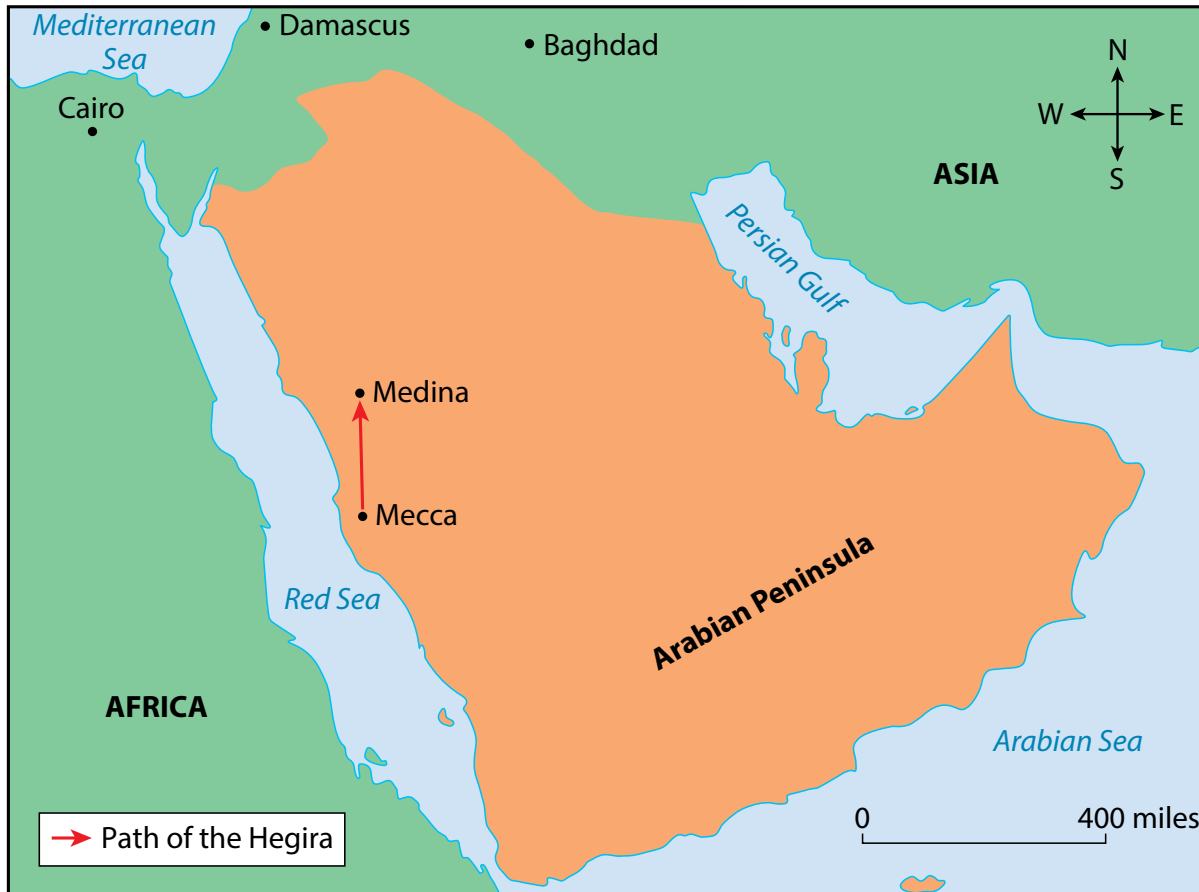 Mediterranean
Sea
Damascus
Baghdad
Cairo
N
W E
S
ASIA
Persian Gulf
Medina
Mecca
Red Sea
Arabian Peninsula
AFRICA
Arabian Sea
Path of the Hegira
0 400 miles